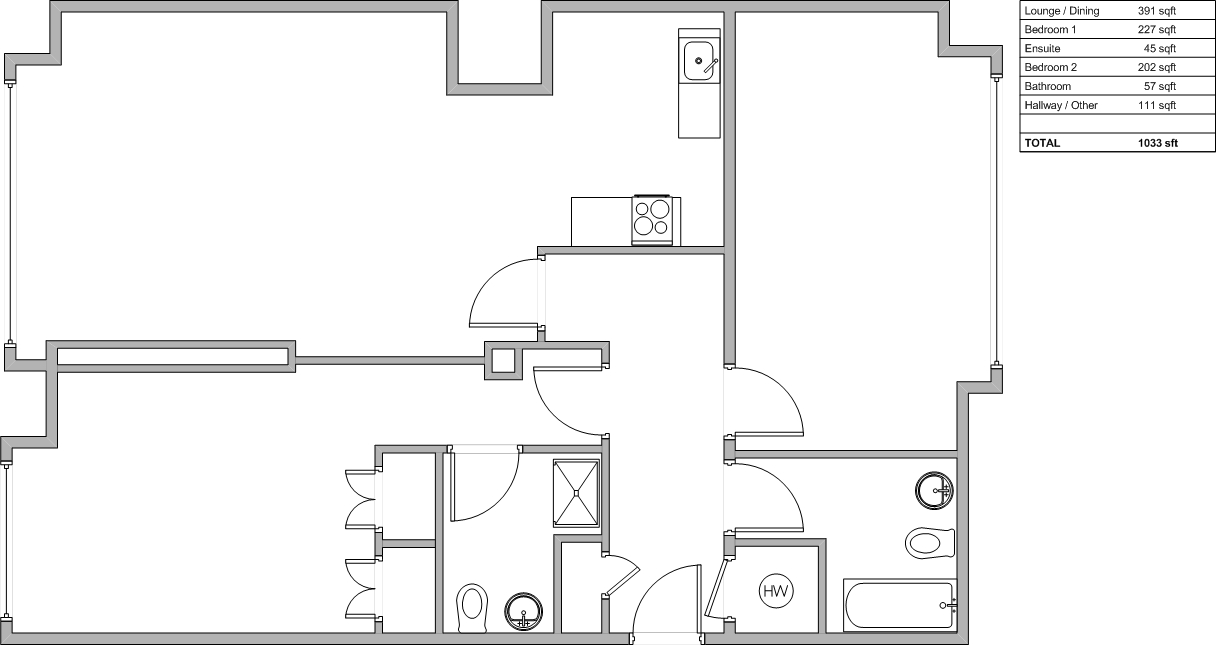 Lounge / Dining 391 sqft
Bedroom 1 227 sqft
Ensuite 45 sqft
Bedroom 2 202 sqft
Bathroom 57 sqft
Hallway / Other 111 sqft
TOTAL 1033 sft
HW